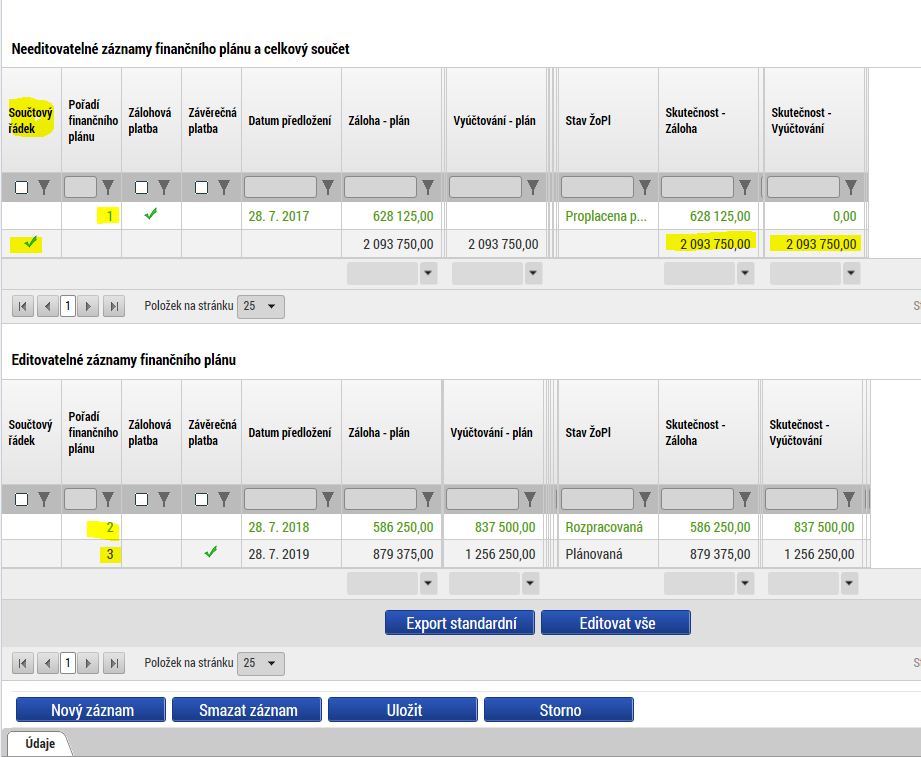 Needitovatelné záznamy finančního plánu a celkový součet
Součtový řádek	Pořadí finančního plánu	Zálohová platba	Závěrečná platba	Datum předložení	Záloha - plán	Vyúčtování - plán	Stav ŽoPl	Skutečnost - Záloha	Skutečnost - Vyúčtování
1	28. 7. 2017	628 125,00	Proplacena p...	628 125,00	0,00
2 093 750,00	2 093 750,00	2 093 750,00	2 093 750,00
1	Položek na stránku	25
Editovatelné záznamy finančního plánu
Součtový řádek	Pořadí finančního plánu	Zálohová platba	Závěrečná platba	Datum předložení	Záloha - plán	Vyúčtování - plán	Stav ŽoPl	Skutečnost - Záloha	Skutečnost - Vyúčtování
2	28. 7. 2018	586 250,00	837 500,00	Rozpracovaná	586 250,00	837 500,00
3	28. 7. 2019	879 375,00	1 256 250,00	Plánovaná	879 375,00	1 256 250,00
Export standardní	Editovat vše
1	Položek na stránku	25
Nový záznam	Smazat záznam	Uložit	Storno
Údaje